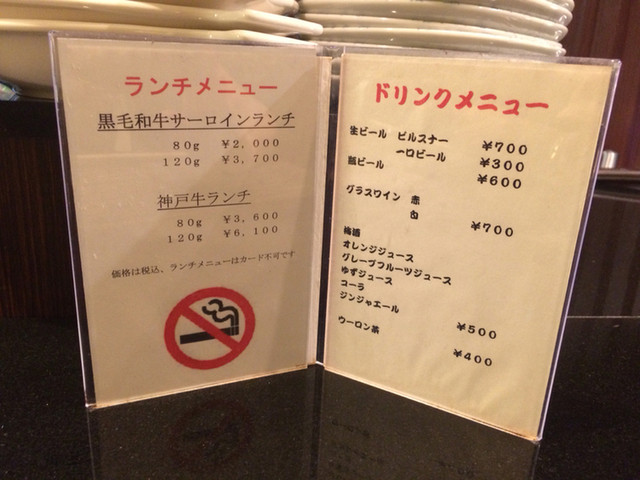 ランチメニュー
黒毛和牛サーロインランチ
80g ￥2,000
120g ￥3,700
神戸牛ランチ
80g ￥3,600
120g ￥6,100
価格は税込、ランチメニューはカード不可です
ドリンクメニュー
生ビール ピルスナー ￥700
一口ビール ￥300
瓶ビール ￥600
グラスワイン 赤
白 ￥700
梅酒
オレンジジュース
グレープフルーツジュース
ゆずジュース
コーラ
ジンジャエール ￥500
ウーロン茶 ￥400